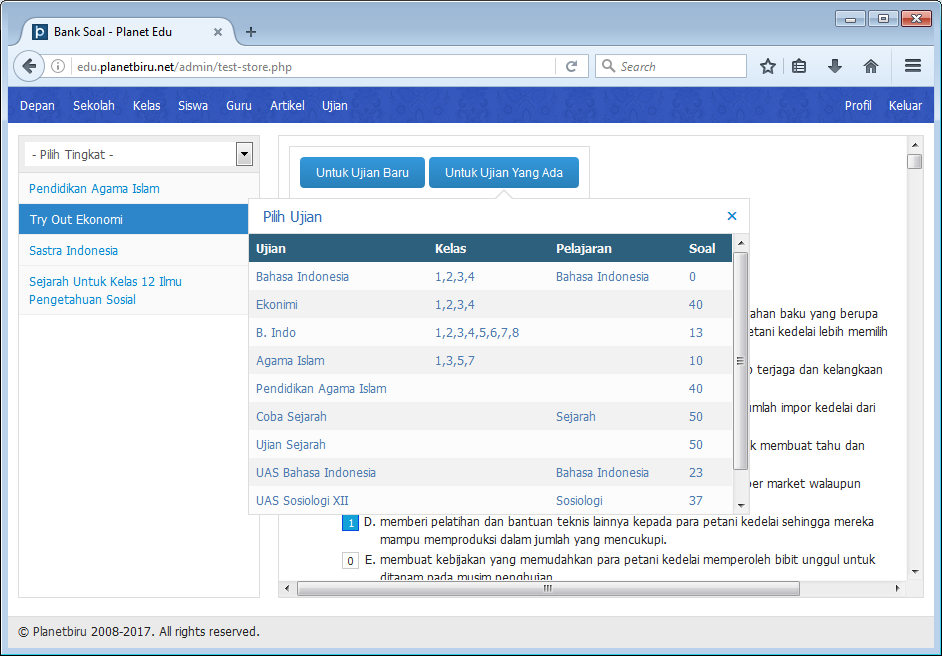 Bank Soal - Planet Edu
edu.planetbiru.net/admin/test-store.php
Search
Depan Sekolah Kelas Siswa Guru Artikel Ujian Profil Keluar
- Pilih Tingkat -
Pendidikan Agama Islam
Try Out Ekonomi
Sastra Indonesia
Sejarah Untuk Kelas 12 Ilmu
Pengetahuan Sosial
Untuk Ujian Baru Untuk Ujian Yang Ada
Pilih Ujian
Ujian Kelas Pelajaran Soal
Bahasa Indonesia 1,2,3,4 Bahasa Indonesia 0
Ekonimi 1,2,3,4 40
B. Indo 1,2,3,4,5,6,7,8 13
Agama Islam 1,3,5,7 10
Pendidikan Agama Islam 40
Coba Sejarah Sejarah 50
Ujian Sejarah 50
UAS Bahasa Indonesia Bahasa Indonesia 23
UAS Sosiologi XII Sosiologi 37
ahan baku yang berupa
etani kedelai lebih memilih
terjaga dan kelangkaan
umlah impor kedelai dari
k membuat tahu dan
per market walaupun
1 D. memberi pelatihan dan bantuan teknis lainnya kepada para petani kedelai sehingga mereka
mampu memproduksi dalam jumlah yang mencukupi.
0 E. membuat kebijakan yang memudahkan para petani kedelai memperoleh bibit unggul untuk
ditanam pada musim penghujan
© Planetbiru 2008-2017. All rights reserved.